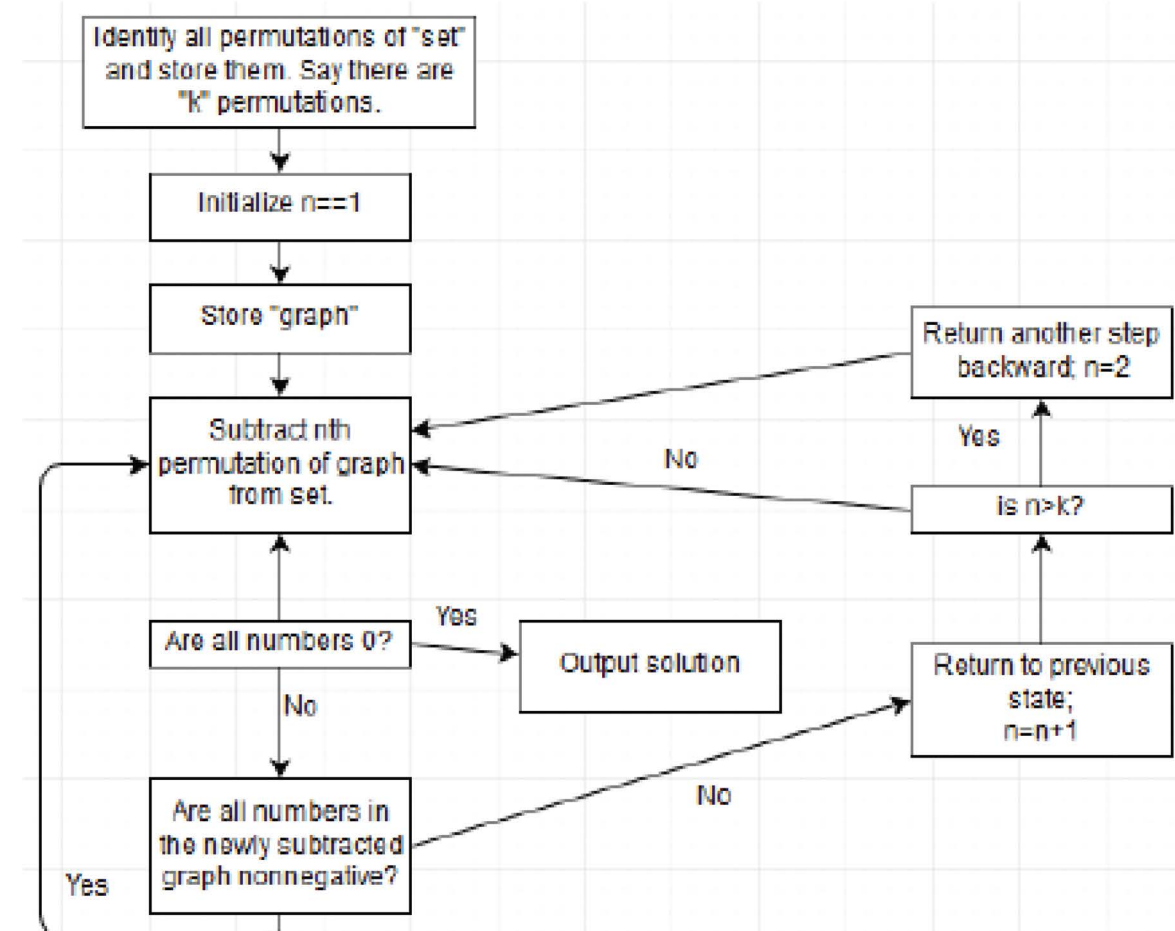 Identify all permutations of "set"
and store them. Say there are
"k" permutations.
Initialize n==1
Store "graph"
Subtract nth
permutation of graph
from set.
Return another step
backward; n=2
Yes
No
is n>k?
Are all numbers 0?
Yes
Output solution
Return to previous
state;
n=n+1
No
No
Are all numbers in
the newly subtracted
graph nonnegative?
Yes